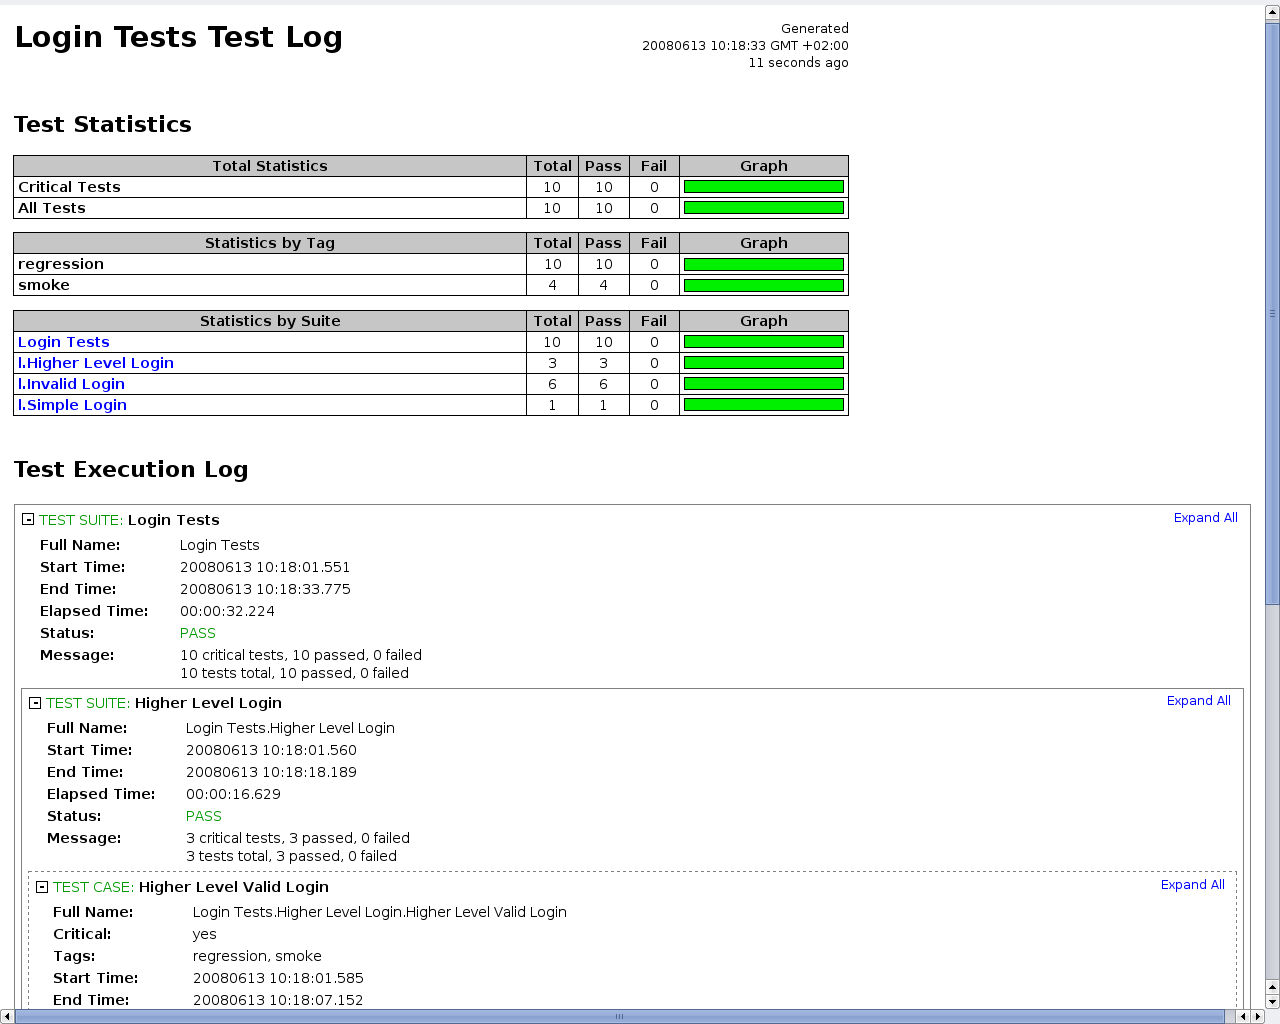 Login Tests Test Log
Generated
20080613 10:18:33 GMT +02:00
11 seconds ago
Test Statistics
Total Statistics Total Pass Fail Graph
Critical Tests 10 10 0
All Tests 10 10 0
Statistics by Tag Total Pass Fail Graph
regression 10 10 0
smoke 4 4 0
Statistics by Suite Total Pass Fail Graph
Login Tests 10 10 0
l.Higher Level Login 3 3 0
l.Invalid Login 6 6 0
l.Simple Login 1 1 0
Test Execution Log
TEST SUITE: Login Tests Expand All
Full Name: Login Tests
Start Time: 20080613 10:18:01.551
End Time: 20080613 10:18:33.775
Elapsed Time: 00:00:32.224
Status: PASS
Message: 10 critical tests, 10 passed, 0 failed
10 tests total, 10 passed, 0 failed
TEST SUITE: Higher Level Login Expand All
Full Name: Login Tests.Higher Level Login
Start Time: 20080613 10:18:01.560
End Time: 20080613 10:18:18.189
Elapsed Time: 00:00:16.629
Status: PASS
Message: 3 critical tests, 3 passed, 0 failed
3 tests total, 3 passed, 0 failed
TEST CASE: Higher Level Valid Login Expand All
Full Name: Login Tests.Higher Level Login.Higher Level Valid Login
Critical: yes
Tags: regression, smoke
Start Time: 20080613 10:18:01.585
End Time: 20080613 10:18:07.152